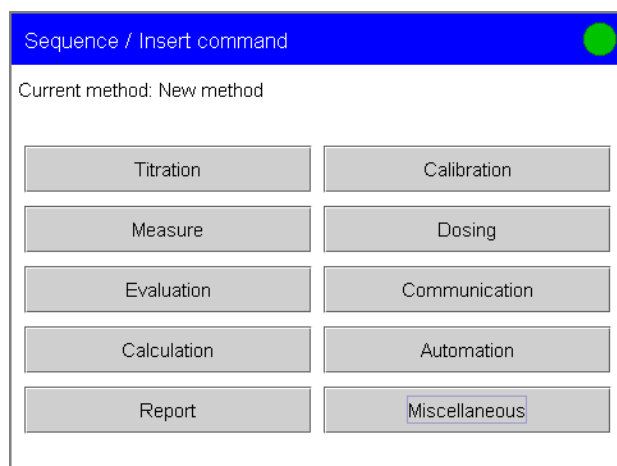 Sequence / Insert command
Current method: New method
Titration
Calibration
Measure
Dosing
Evaluation
Communication
Calculation
Automation
Report
Miscellaneous